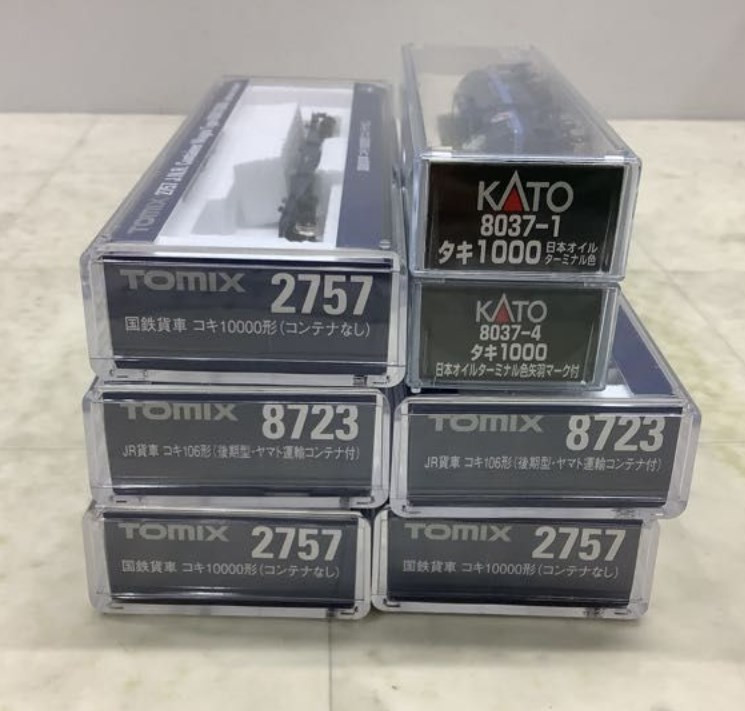 KATO
8037-1
タキ1000 日本オイル
ターミナル色
TOMIX 2757
国鉄貨車 コキ10000形(コンテナなし)
KATO
8037-4
タキ1000
日本オイルターミナル色矢羽マーク付
TOMIX 8723
JR貨車 コキ106形(後期型・ヤマト運輸コンテナ付)
TOMIX 8723
JR貨車 コキ106形(後期型・ヤマト運輸コンテナ付)
TOMIX 2757
国鉄貨車 コキ10000形(コンテナなし)
TOMIX 2757
国鉄貨車 コキ10000形(コンテナなし)
TOMIX 2757 J.N.R.